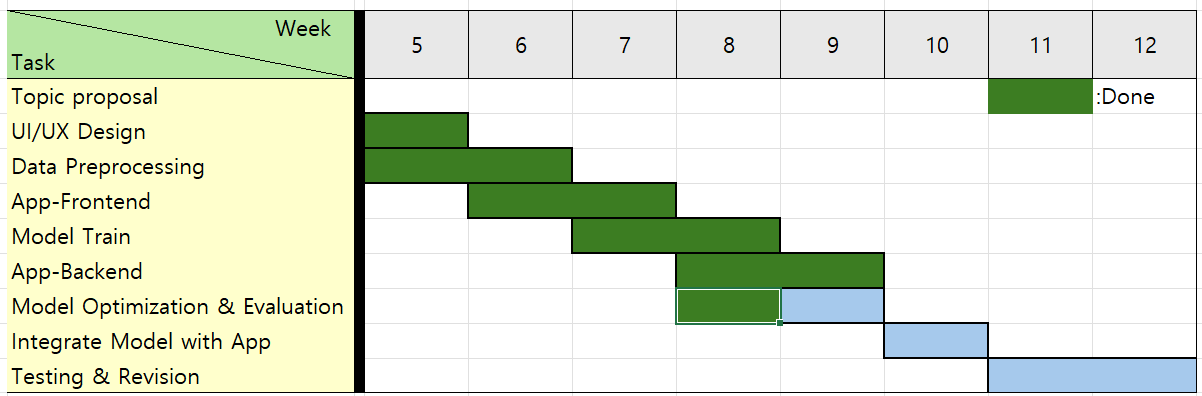 Week
Task
5 6 7 8 9 10 11 12
Topic proposal
:Done
UI/UX Design
Data Preprocessing
App-Frontend
Model Train
App-Backend
Model Optimization & Evaluation
Integrate Model with App
Testing & Revision